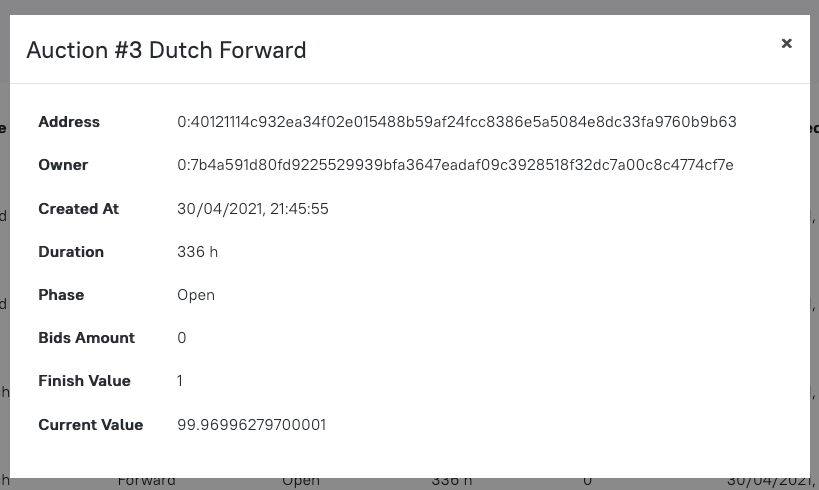 Auction #3 Dutch Forward
×
Address 0:40121114c932ea34f02e015488b59af24fcc8386e5a5084e8dc33fa9760b9b63
Owner 0:7b4a591d80fd9225529939bfa3647eadaf09c3928518f32dc7a00c8c4774cf7e
Created At 30/04/2021, 21:45:55
Duration 336 h
Phase Open
Bids Amount 0
Finish Value 1
Current Value 99.96996279700001
Forward Open 336 h 0 30/04/2021,